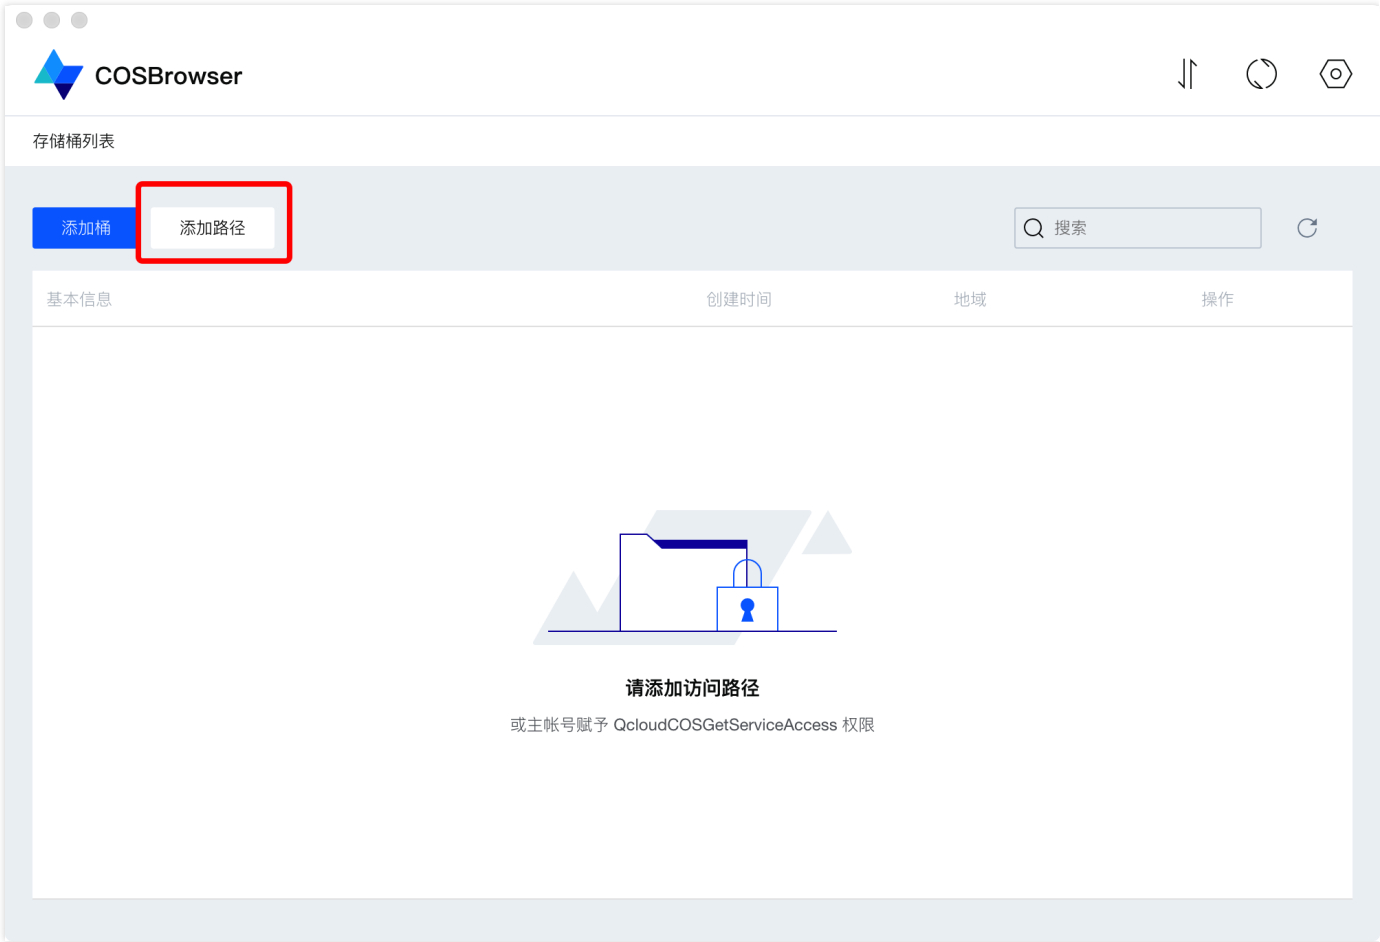 COSBrowser
存储桶列表
添加桶 添加路径 搜索
基本信息 创建时间 地域 操作
请添加访问路径
或主帐号赋予 QcloudCOSGetServiceAccess 权限